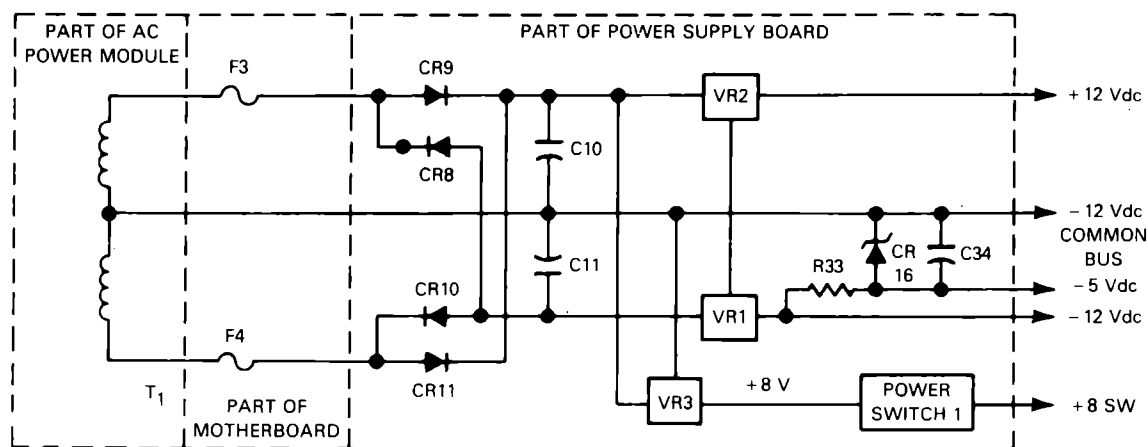 PART OF AC
POWER MODULE
PART OF POWER SUPPLY BOARD
F3
CR9
VR2
+ 12 Vdc
C10
CR8
- 12 Vdc
COMMON
BUS
C11
CR
16
C34
R33
CR10
- 5 Vdc
VR1
- 12 Vdc
F4
CR11
T1
+8 V
POWER
SWITCH 1
+8 SW
VR3
PART OF
MOTHERBOARD